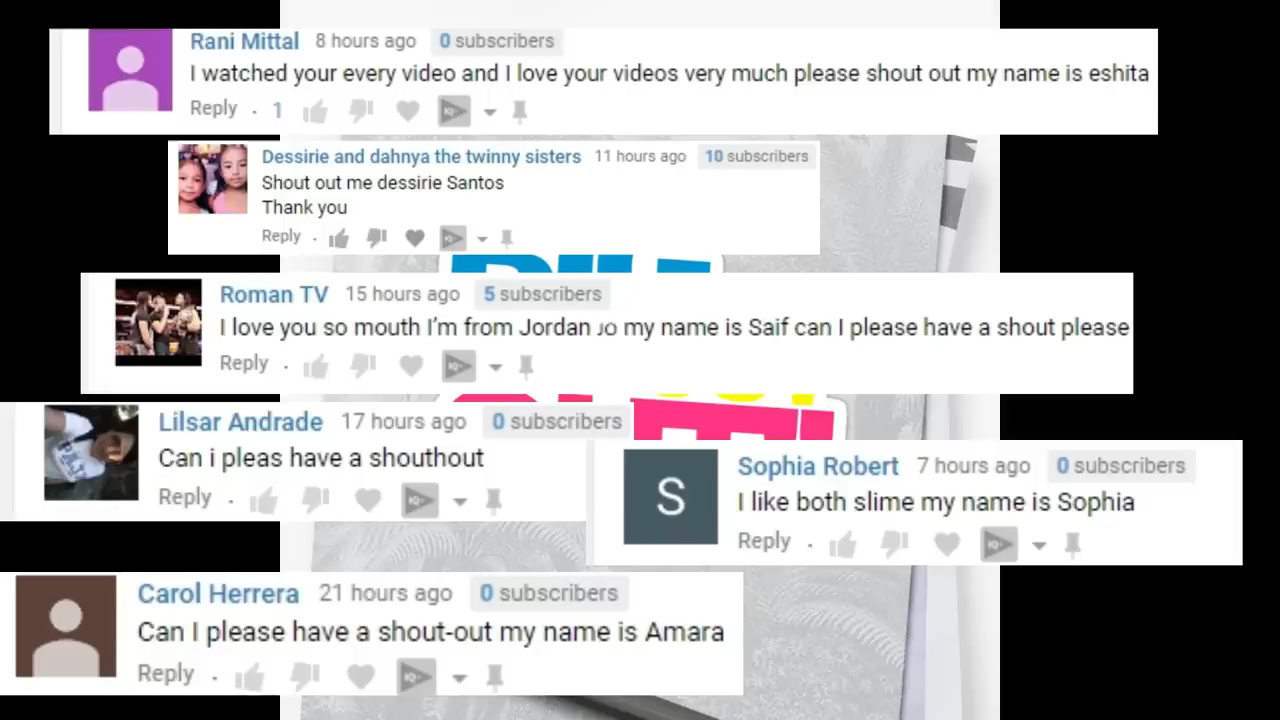 Rani Mittal 8 hours ago 0 subscribers
I watched your every video and I love your videos very much please shout out my name is eshita
Reply · 1
Dessirie and dahnya the twinny sisters 11 hours ago 10 subscribers
Shout out me dessirie Santos
Thank you
Reply ·
Roman TV 15 hours ago 5 subscribers
I love you so mouth I'm from Jordan JO my name is Saif can I please have a shout please
Reply ·
Lilsar Andrade 17 hours ago 0 subscribers
Can i pleas have a shouthout
Reply ·
S
Sophia Robert 7 hours ago 0 subscribers
I like both slime my name is Sophia
Reply ·
Carol Herrera 21 hours ago 0 subscribers
Can I please have a shout-out my name is Amara
Reply ·